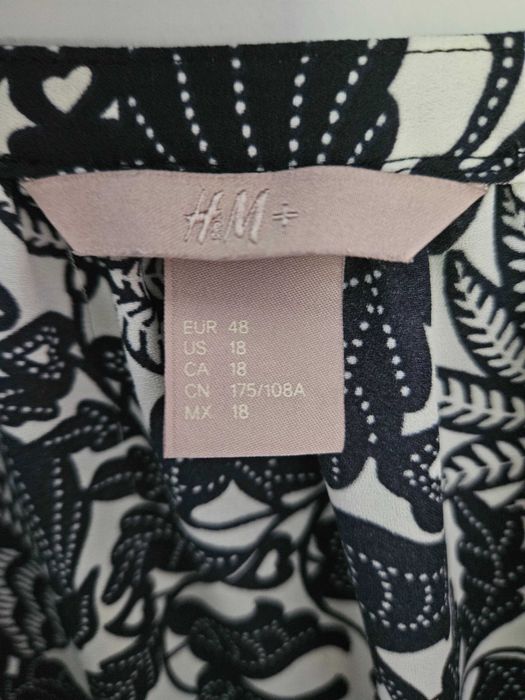 H&M+
EUR 48
US 18
CA 18
CN 175/108A
MX 18